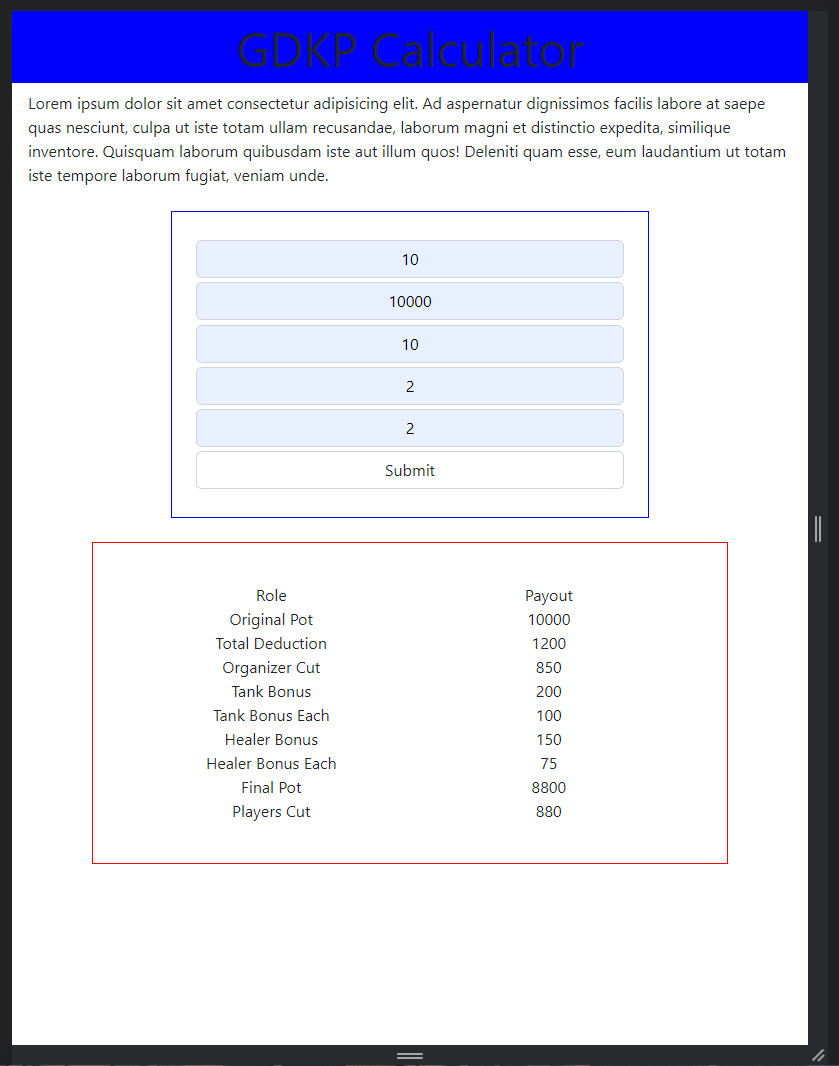 GDKP Calculator
Lorem ipsum dolor sit amet consectetur adipisicing elit. Ad aspernatur dignissimos facilis labore at saepe
quas nesciunt, culpa ut iste totam ullam recusandae, laborum magni et distinctio expedita, similique
inventore. Quisquam laborum quibusdam iste aut illum quos! Deleniti quam esse, eum laudantium ut totam
iste tempore laborum fugiat, veniam unde.
10
10000
10
2
2
Submit
Role Payout
Original Pot 10000
Total Deduction 1200
Organizer Cut 850
Tank Bonus 200
Tank Bonus Each 100
Healer Bonus 150
Healer Bonus Each 75
Final Pot 8800
Players Cut 880